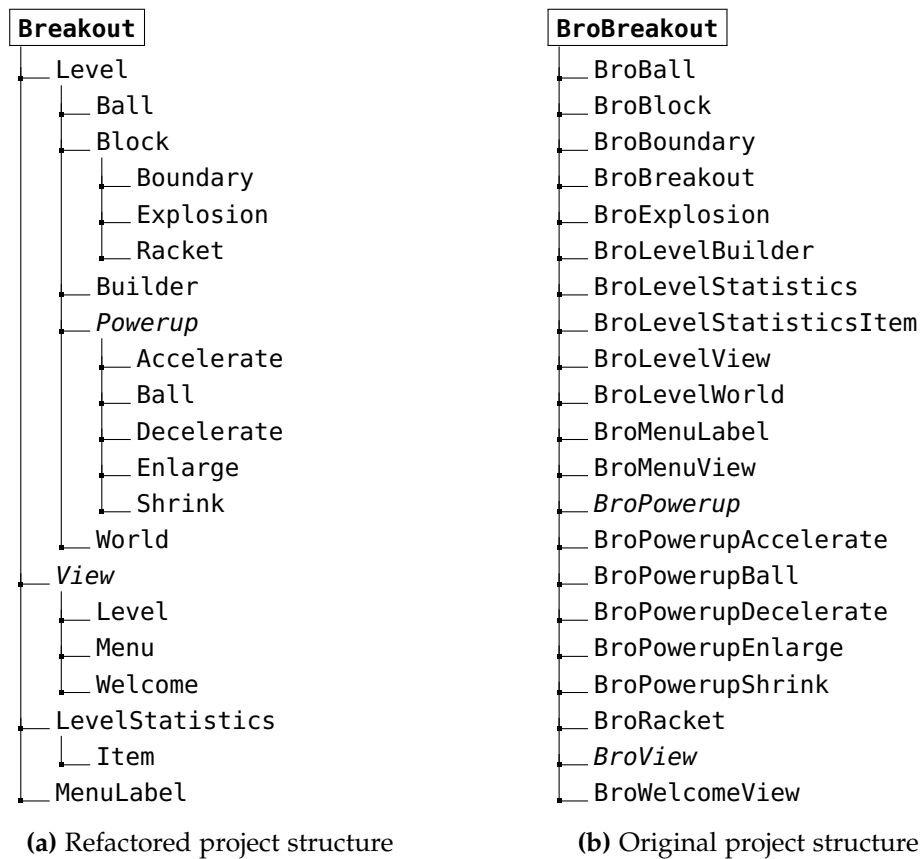 Breakout
Level
Ball
Block
Boundary
Explosion
Racket
Builder
Powerup
Accelerate
Ball
Decelerate
Enlarge
Shrink
World
View
Level
Menu
Welcome
LevelStatistics
Item
MenuLabel
(a) Refactored project structure
BroBreakout
BroBall
BroBlock
BroBoundary
BroBreakout
BroExplosion
BroLevelBuilder
BroLevelStatistics
BroLevelStatisticsItem
BroLevelView
BroLevelWorld
BroMenuLabel
BroMenuView
BroPowerup
BroPowerupAccelerate
BroPowerupBall
BroPowerupDecelerate
BroPowerupEnlarge
BroPowerupShrink
BroRacket
BroView
BroWelcomeView
(b) Original project structure